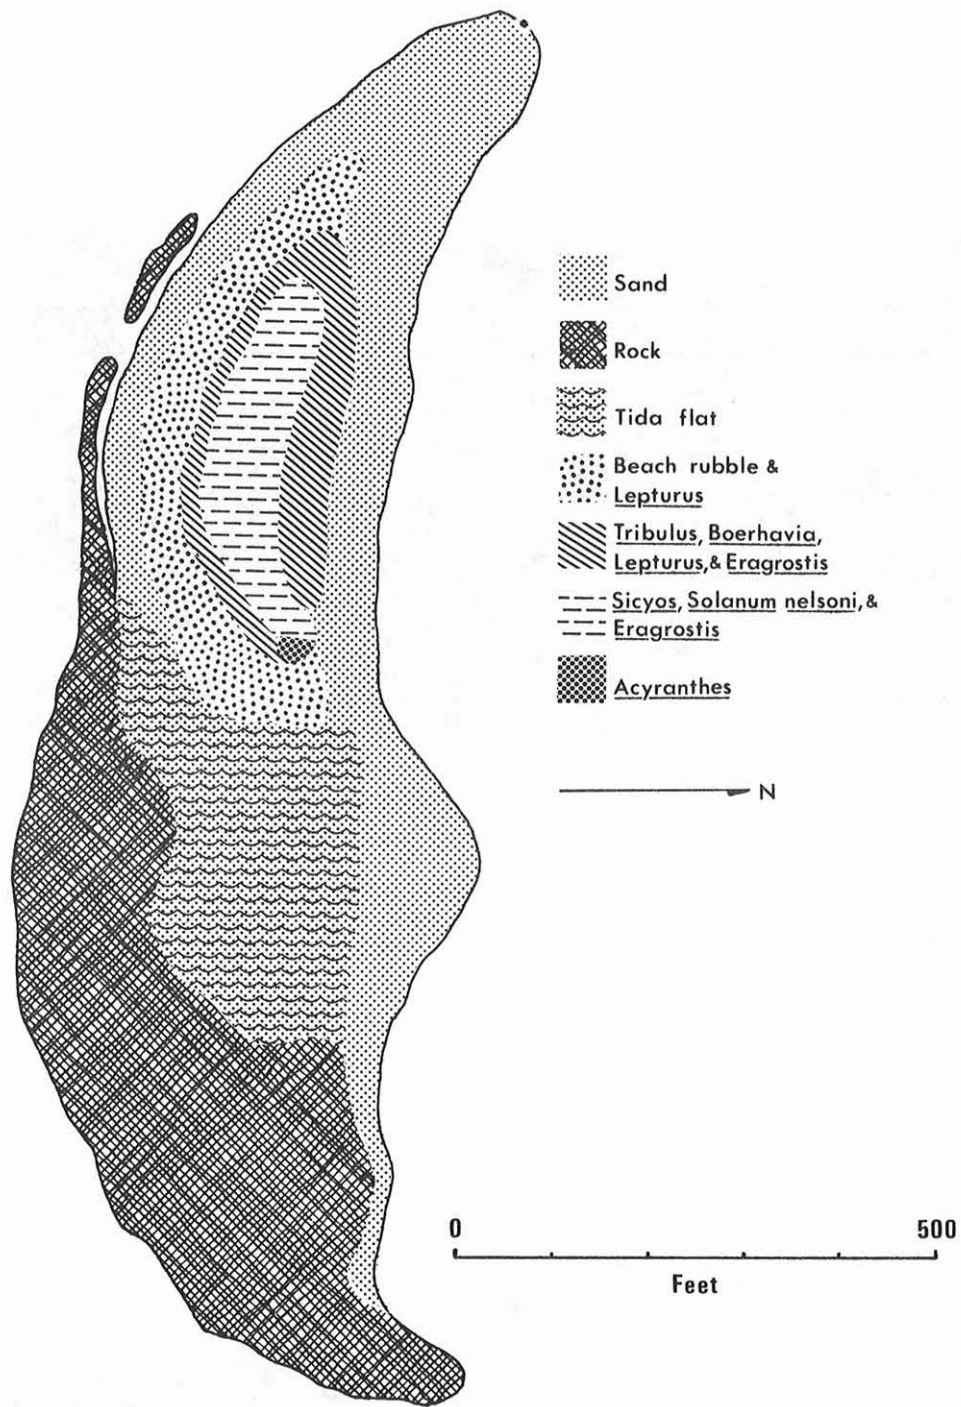 Sand
Rock
Tida flat
Beach rubble &
Lepturus
Tribulus, Boerhavia,
Lepturus, & Eragrostis
Sicyos, Solanum nelsoni, &
Eragrostis
Acyranthes
N
0 500
Feet